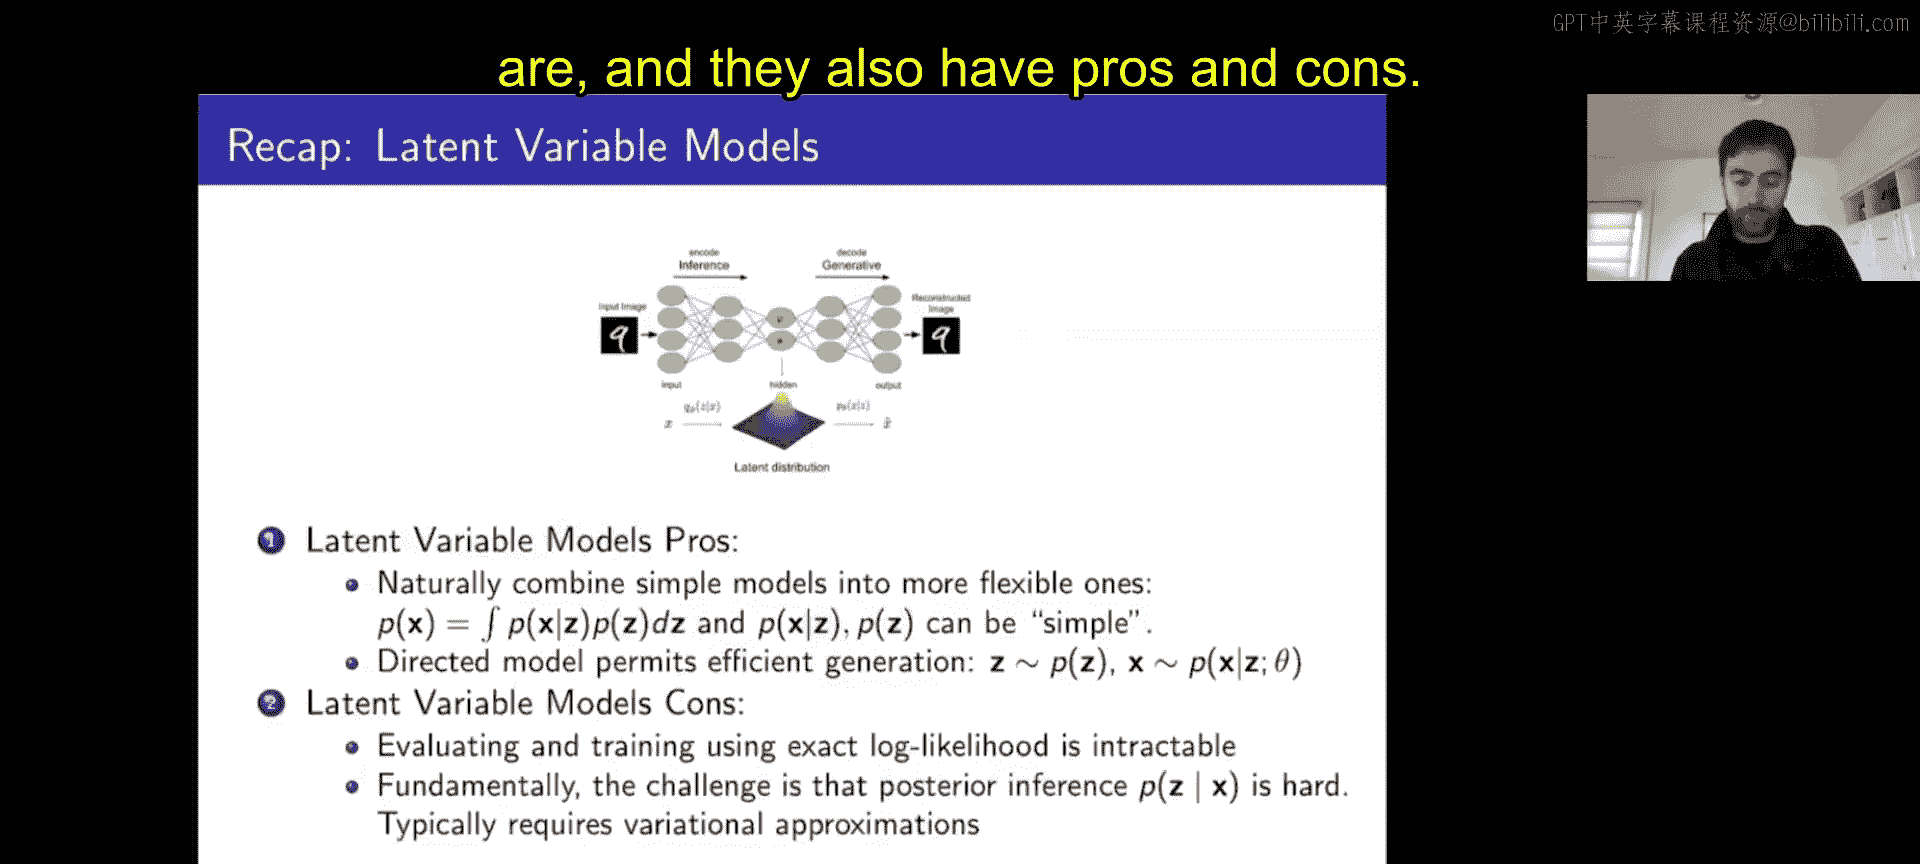 GPT中英字幕课程资源@bilibili.com
are, and they also have pros and cons.
Recap: Latent Variable Models
encode
Inference
decode
Generative
Input Image
Reconstructed
Image
input
hidden
output
Latent distribution
1 Latent Variable Models Pros:
• Naturally combine simple models into more flexible ones:
p(x) = ∫ p(x|z)p(z)dz and p(x|z), p(z) can be “simple”.
• Directed model permits efficient generation: z ∼ p(z), x ∼ p(x|z; θ)
2 Latent Variable Models Cons:
• Evaluating and training using exact log-likelihood is intractable
• Fundamentally, the challenge is that posterior inference p(z | x) is hard.
Typically requires variational approximations